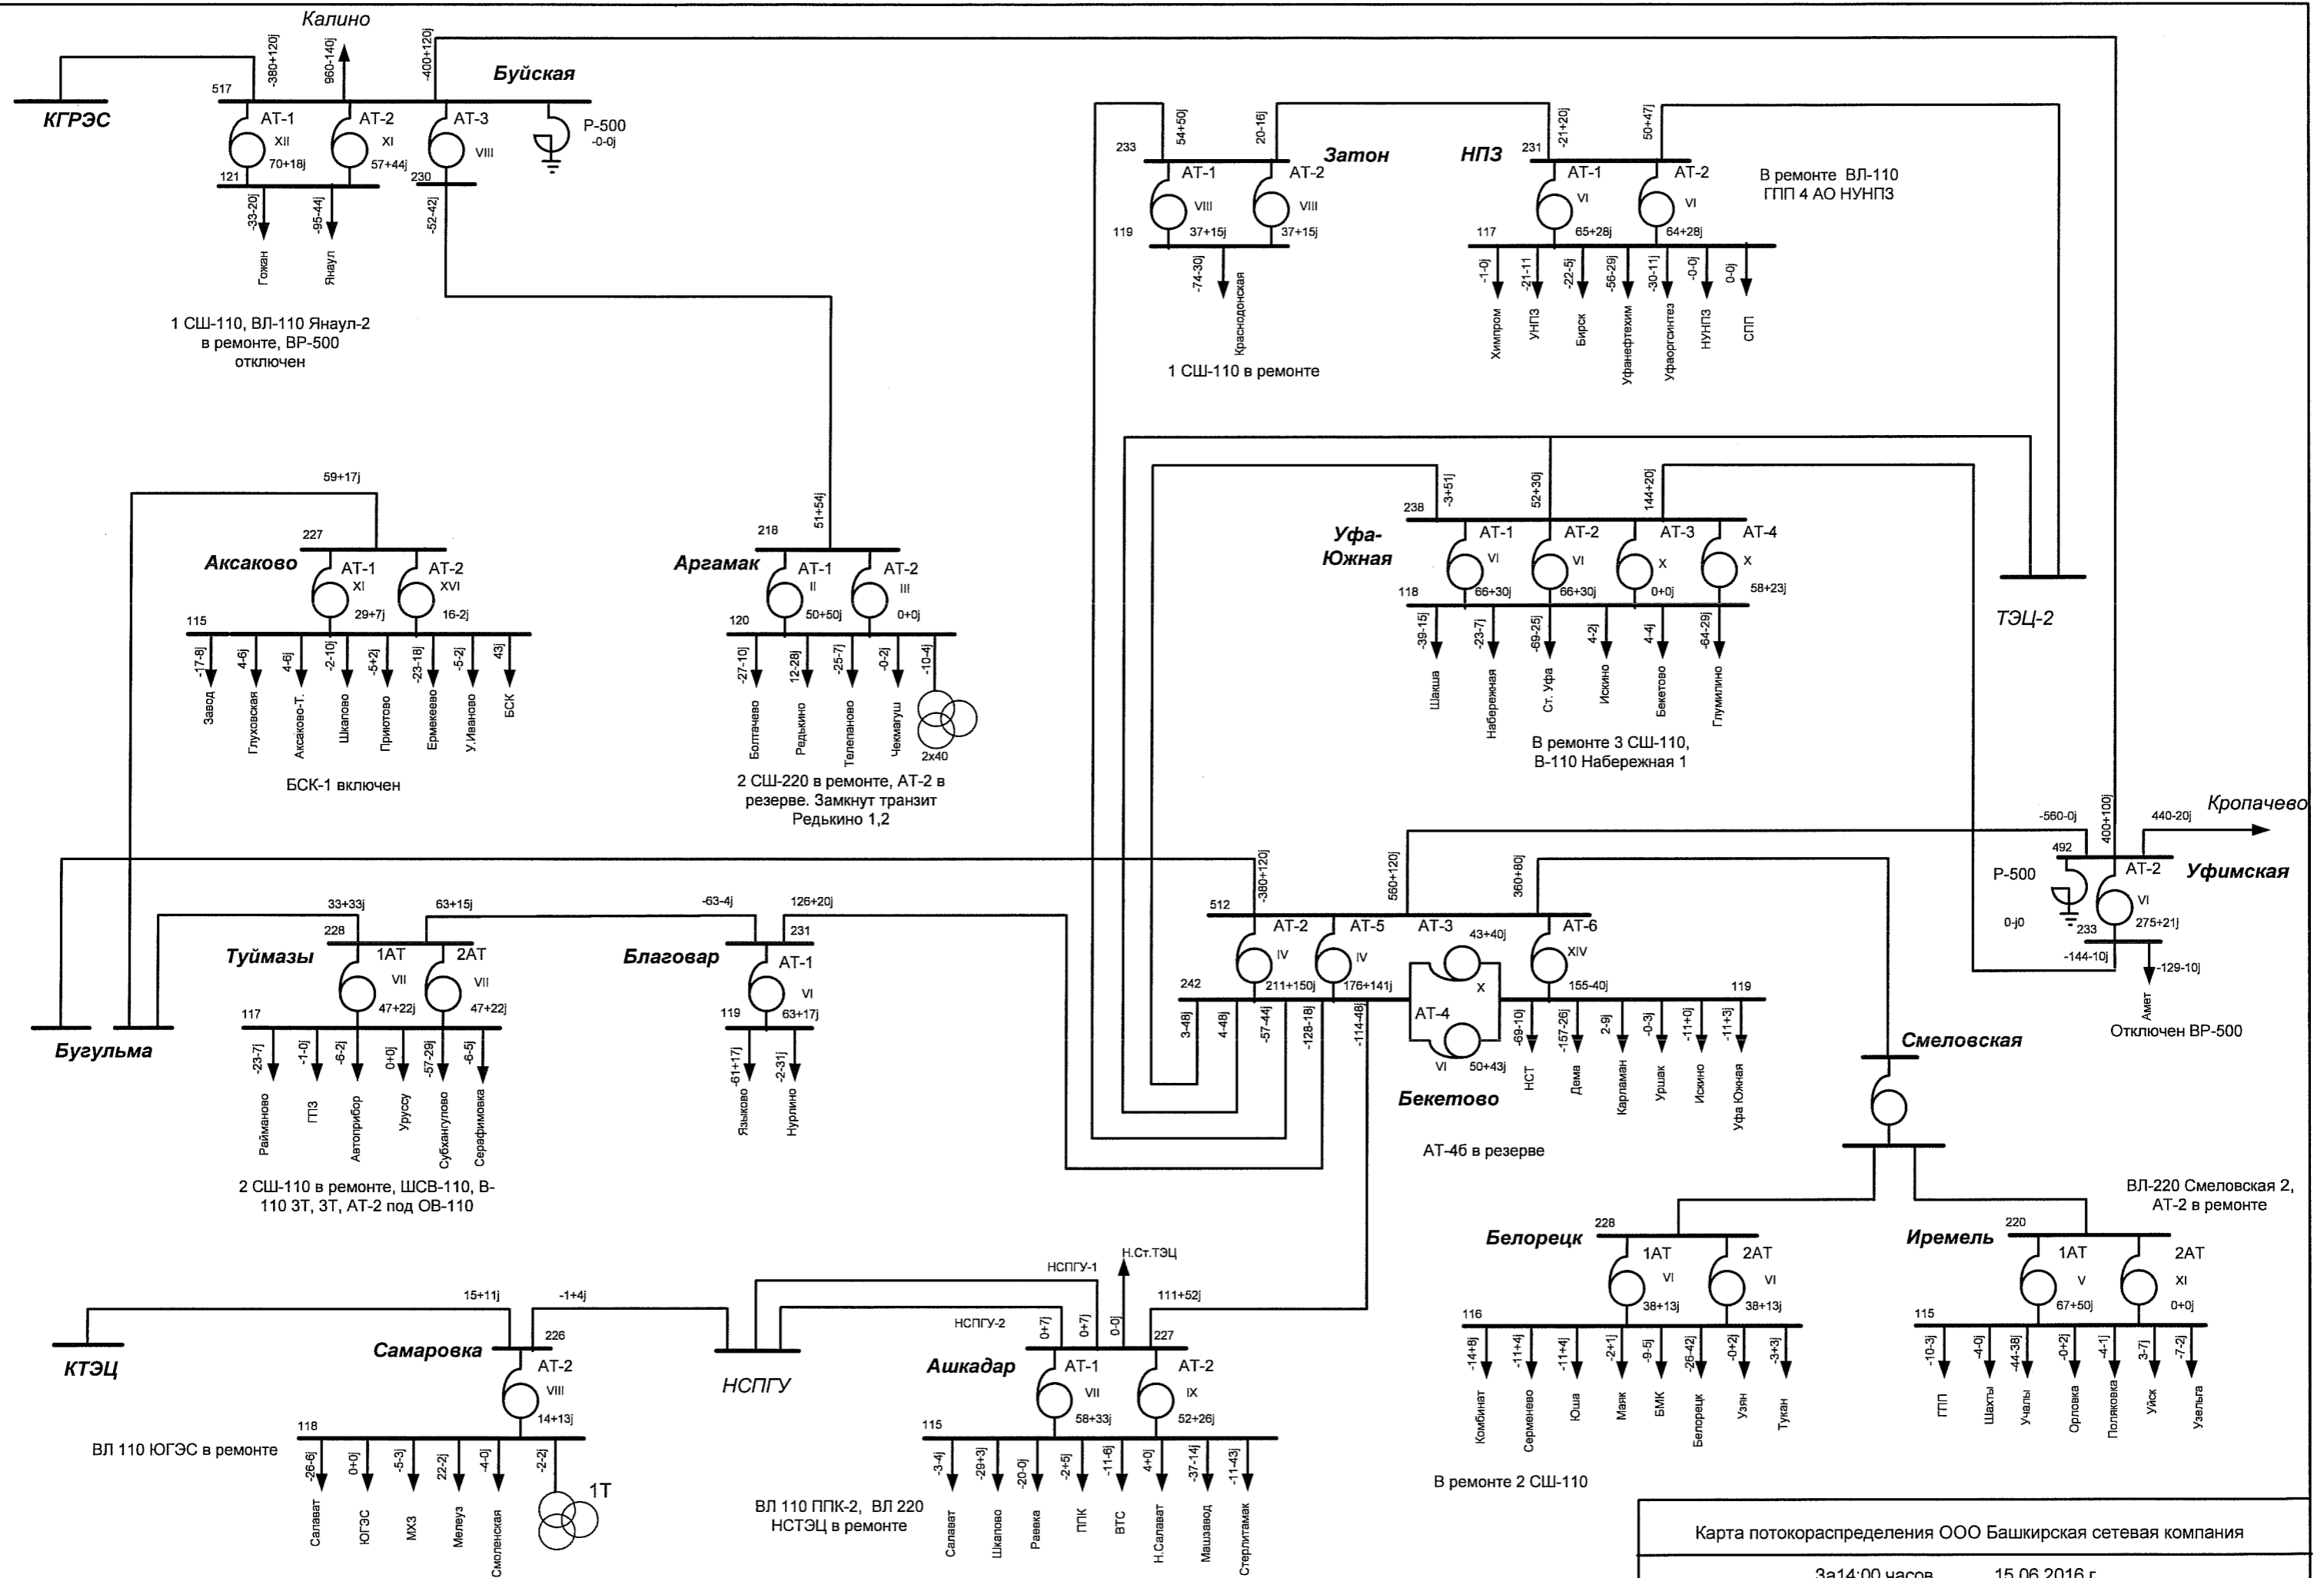 Калино
-380+120j
960-140j
-400+120j
Буйская
517
КГРЭС
АТ-1
XII
70+18j
АТ-2
XI
57+44j
АТ-3
VIII
Р-500
-0-0j
121
230
-33-20j
-95-44j
-52-42j
Гожан
Янаул
1 СШ-110, ВЛ-110 Янаул-2
в ремонте, ВР-500
отключен
54+50j
20-16j
233
Затон
АТ-1
VIII
37+15j
АТ-2
VIII
37+15j
119
-74-30j
Краснодонская
1 СШ-110 в ремонте
-21+20j
50+47j
НПЗ
231
АТ-1
VI
65+28j
АТ-2
VI
64+28j
117
В ремонте ВЛ-110
ГПП 4 АО НУНПЗ
-1-0j
-21-11
-22-5j
-56-29j
-30-11j
-0-0j
0-0j
Химпром
УНПЗ
Бирск
Уфанефтехим
Уфаоргсинтез
НУНПЗ
СПП
59+17j
227
Аксаково
АТ-1
XI
29+7j
АТ-2
XVI
16-2j
115
-17-8j
4-6j
4-6j
-2-10j
-5+2j
-23-18j
-5-2j
43j
Завод
Глуховская
Аксаково-Т.
Шкапово
Приютово
Ермекеево
У.Иваново
БСК
БСК-1 включен
51+54j
218
Аргамак
АТ-1
II
50+50j
АТ-2
III
0+0j
120
-27-10j
12-28j
-25-7j
-0-2j
-10-4j
Болтачево
Редькино
Телепаново
Чекмагуш
2х40
2 СШ-220 в ремонте, АТ-2 в
резерве. Замкнут транзит
Редькино 1,2
-3+51j
52+30j
144+20j
238
Уфа-
Южная
АТ-1
VI
66+30j
АТ-2
VI
66+30j
АТ-3
X
0+0j
АТ-4
X
58+23j
118
-39-15j
-23-7j
-69-25j
4-2j
4-4j
-64-29j
Шакша
Набережная
Ст. Уфа
Искино
Бекетово
Глумилино
В ремонте 3 СШ-110,
В-110 Набережная 1
ТЭЦ-2
Кропачево
-560-0j
400+100j
440-20j
492
Р-500
0-j0
АТ-2
VI
275+21j
Уфимская
233
-144-10j
-129-10j
Амет
Отключен ВР-500
33+33j
63+15j
228
Туймазы
1АТ
VII
47+22j
2АТ
VII
47+22j
117
Бугульма
-23-7j
-1-0j
-6-2j
0+0j
-57-29j
-6-5j
Райманово
ГПЗ
Автоприбор
Уруссу
Субхангулово
Серафимовка
2 СШ-110 в ремонте, ШСВ-110, В-
110 3Т, 3Т, АТ-2 под ОВ-110
-63-4j
126+20j
231
Благовар
АТ-1
VI
63+17j
119
-61+17j
-2-31j
Языково
Нурлино
-380+120j
560+120j
360+80j
512
АТ-2
IV
211+150j
АТ-5
IV
176+141j
АТ-3
43+40j
X
АТ-4
VI
50+43j
АТ-6
XIV
155-40j
242
119
3-48j
4-48j
-57-44j
-128-18j
-114-48j
-69-10j
-157-26j
2-9j
-0-3j
-11+0j
-11+3j
НСТ
Дема
Карламан
Уршак
Искино
Уфа Южная
Бекетово
АТ-4б в резерве
Смеловская
ВЛ-220 Смеловская 2,
АТ-2 в ремонте
228
Белорецк
1АТ
VI
38+13j
2АТ
VI
38+13j
116
-14+8j
-11+4j
-11+4j
-2+1j
-9-5j
-26-42j
-0+2j
-3+3j
Комбинат
Серменево
Юша
Маяк
БМК
Белорецк
Узян
Тукан
В ремонте 2 СШ-110
220
Иремель
1АТ
V
67+50j
2АТ
XI
0+0j
115
-10-3j
-4-0j
-44-38j
-0+2j
-4-1j
3-7j
-7-2j
ГПП
Шахты
Учалы
Орловка
Поляковка
Уйск
Узельга
15+11j
-1+4j
226
Самаровка
КТЭЦ
АТ-2
VIII
14+13j
118
ВЛ 110 ЮГЭС в ремонте
-26-6j
0+0j
-5-3j
22-2j
-4-0j
-2-2j
1Т
Салават
ЮГЭС
МХЗ
Мелеуз
Смоленская
НСПГУ
НСПГУ-1
НСПГУ-2
Н.Ст.ТЭЦ
0+7j
0+7j
0-0j
111+52j
227
Ашкадар
АТ-1
VII
58+33j
АТ-2
IX
52+26j
115
-3-4j
-29+3j
-20-0j
-2+5j
-11-6j
4+0j
-37-14j
-11-43j
Салават
Шкапово
Раевка
ППК
ВТС
Н.Салават
Машзавод
Стерлитамак
ВЛ 110 ППК-2, ВЛ 220
НСТЭЦ в ремонте
Карта потокораспределения ООО Башкирская сетевая компания
За14:00 часов 15.06.2016 г